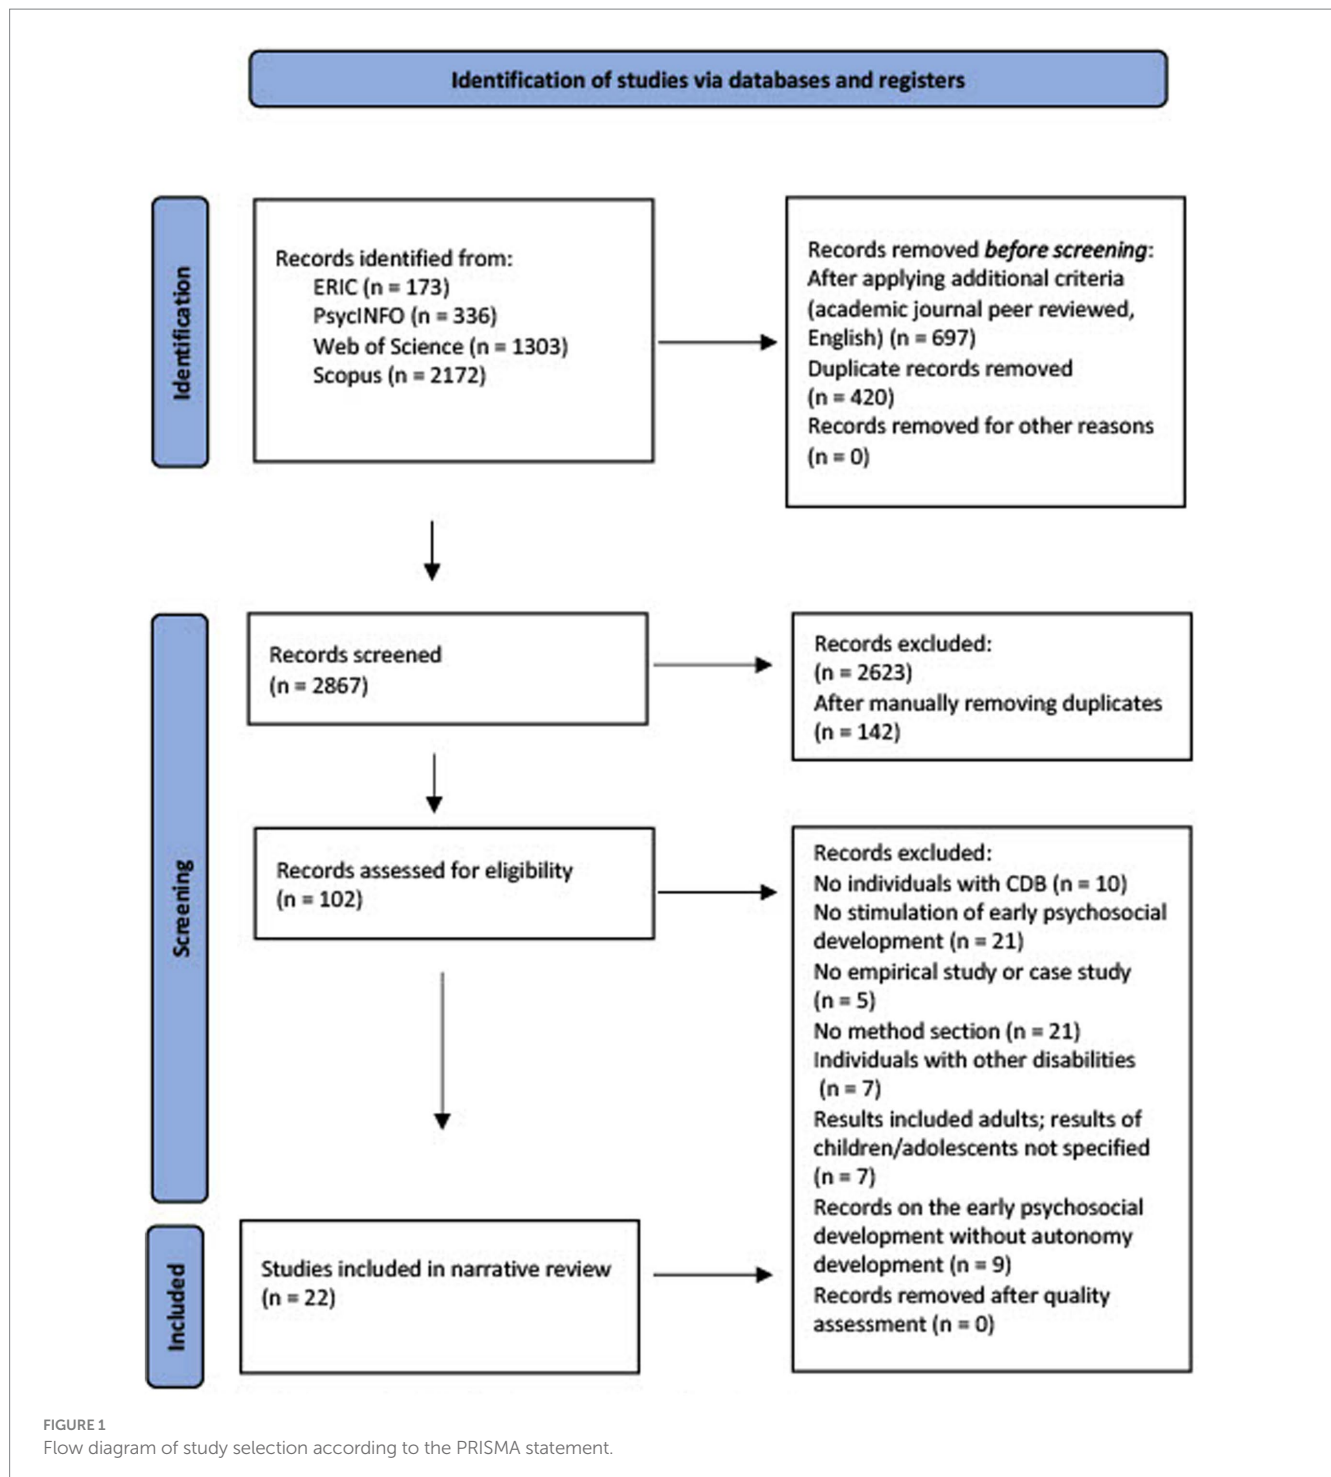 Identification of studies via databases and registers
Identification
Records identified from:
ERIC (n = 173)
PsycINFO (n = 336)
Web of Science (n = 1303)
Scopus (n = 2172)
Records removed before screening:
After applying additional criteria
(academic journal peer reviewed,
English) (n = 697)
Duplicate records removed
(n = 420)
Records removed for other reasons
(n = 0)
Screening
Records screened
(n = 2867)
Records excluded:
(n = 2623)
After manually removing duplicates
(n = 142)
Records assessed for eligibility
(n = 102)
Records excluded:
No individuals with CDB (n = 10)
No stimulation of early psychosocial
development (n = 21)
No empirical study or case study
(n = 5)
No method section (n = 21)
Individuals with other disabilities
(n = 7)
Results included adults; results of
children/adolescents not specified
(n = 7)
Records on the early psychosocial
development without autonomy
development (n = 9)
Records removed after quality
assessment (n = 0)
Included
Studies included in narrative review
(n = 22)
FIGURE 1
Flow diagram of study selection according to the PRISMA statement.